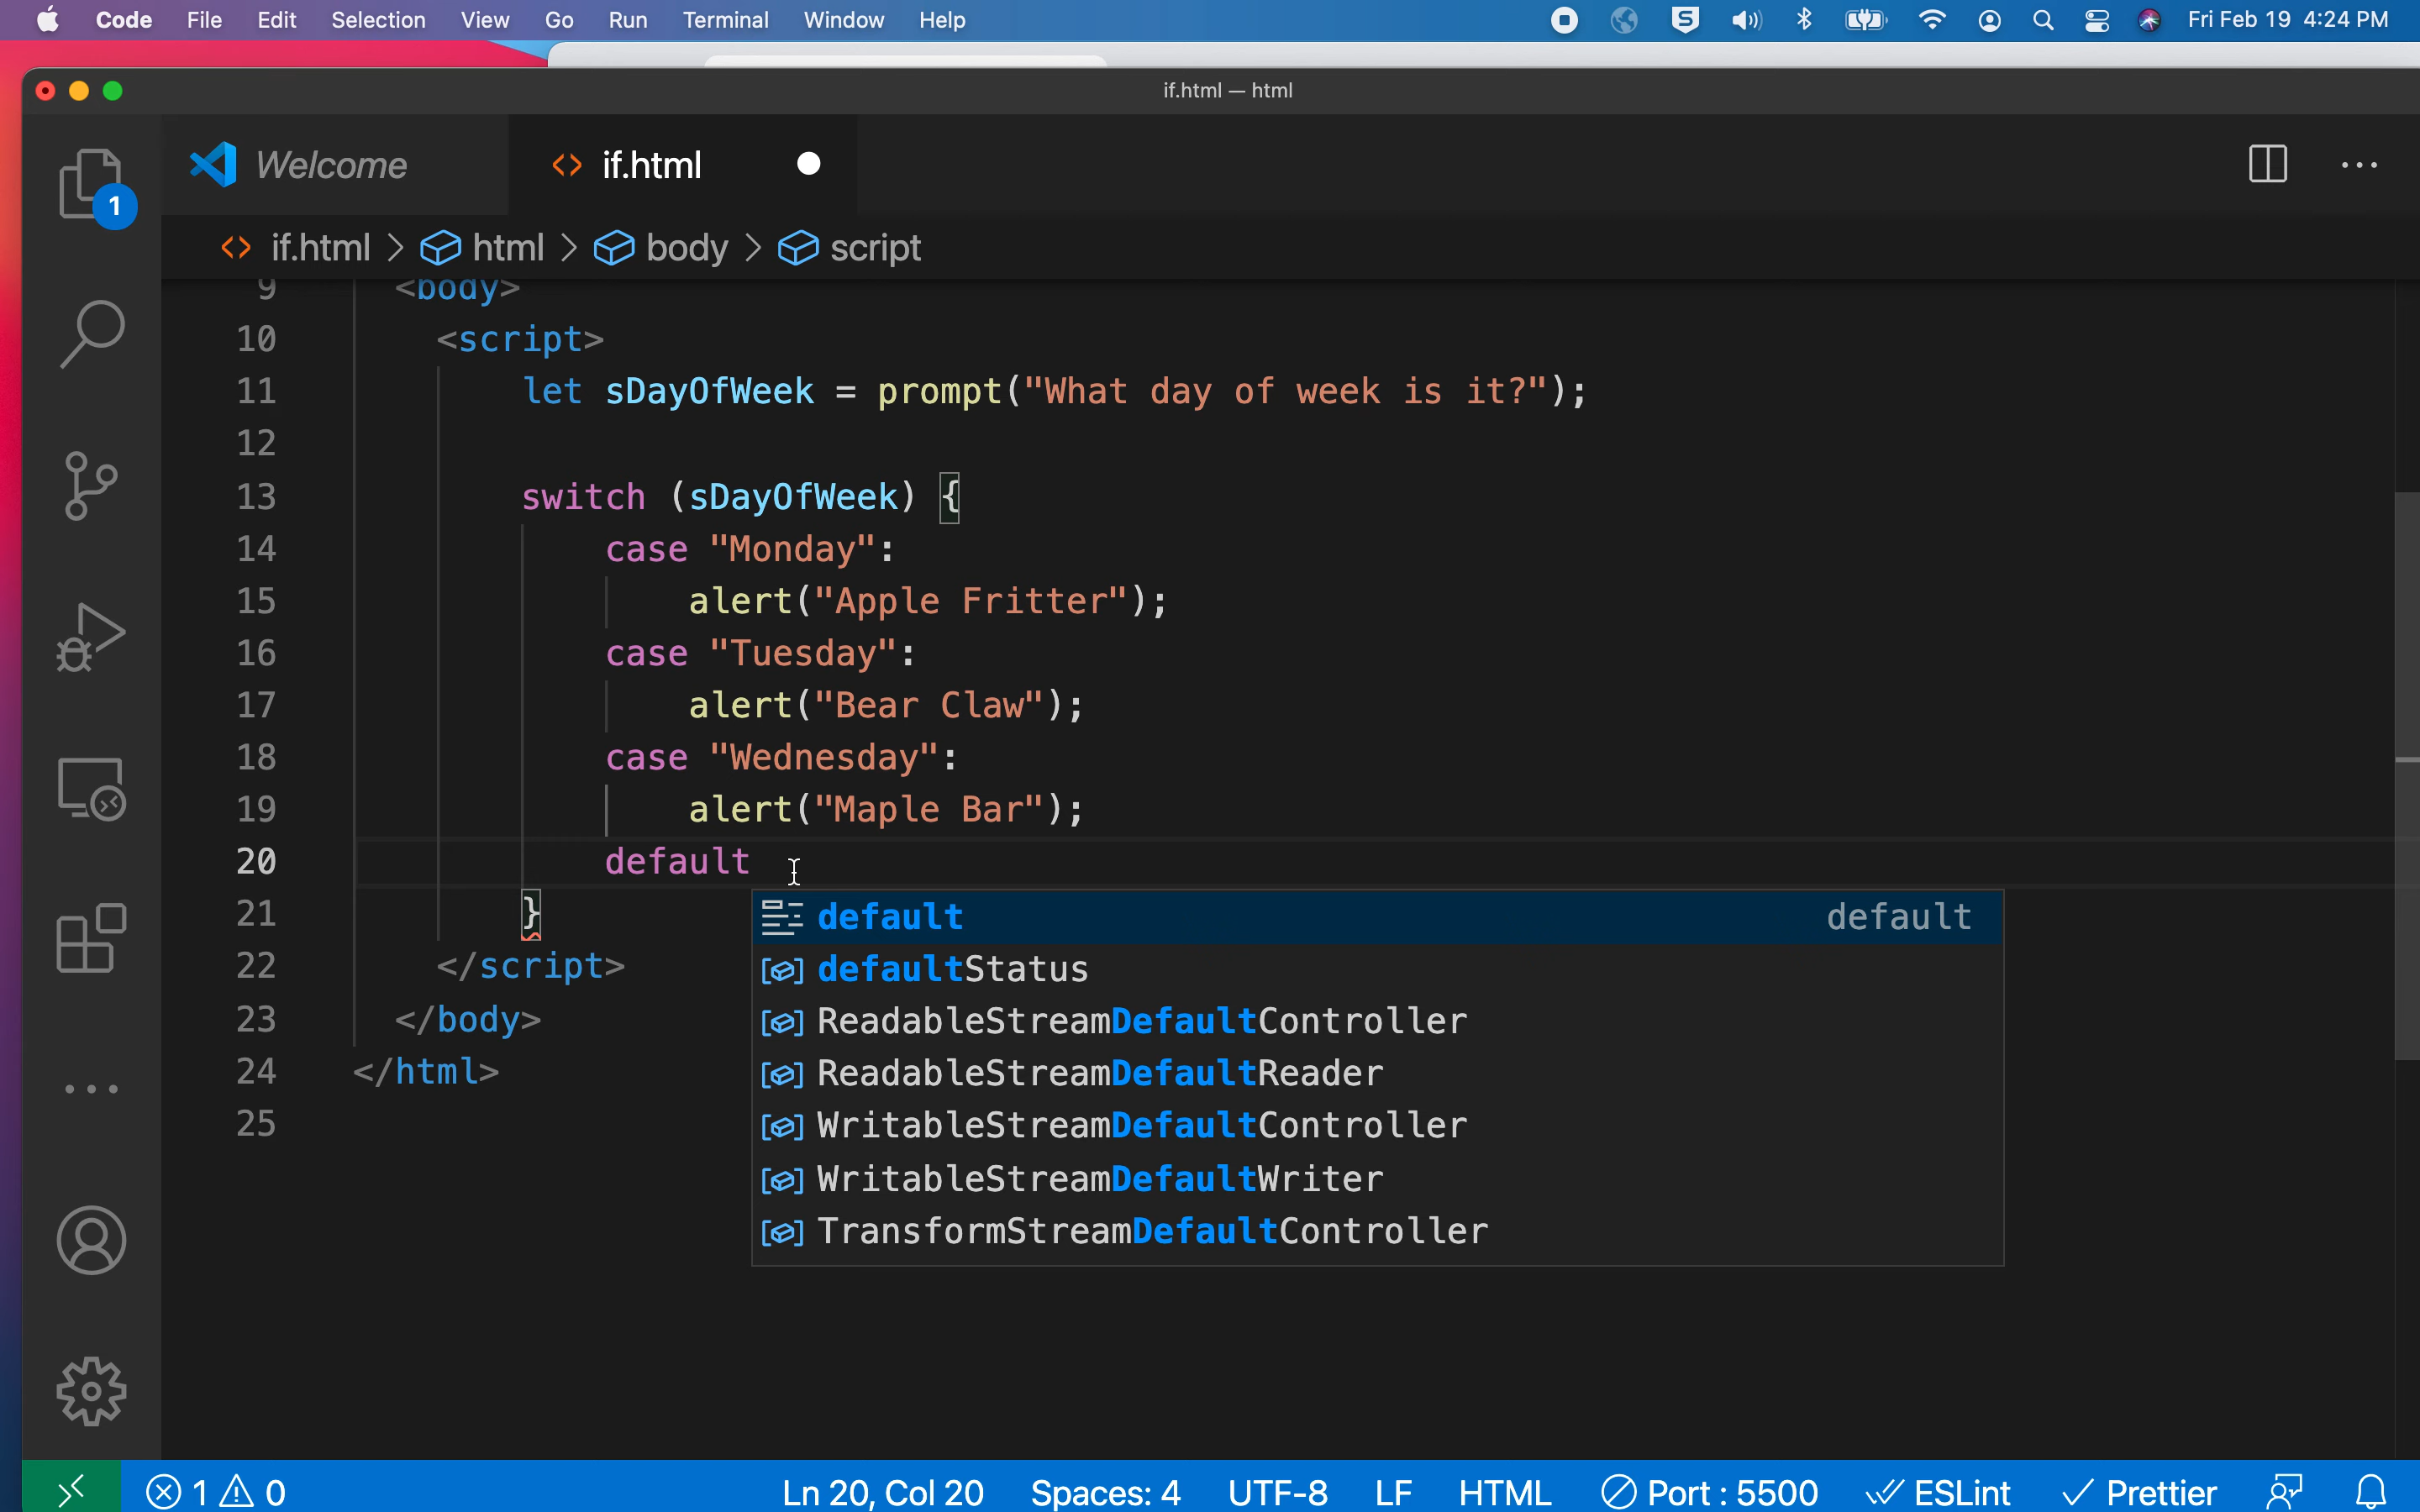 Code File Edit Selection View Go Run Terminal Window Help Fri Feb 19 4:24 PM
if.html — html
Welcome if.html
1
if.html > html > body > script
9 <body>
10 <script>
11 let sDayOfWeek = prompt("What day of week is it?");
12
13 switch (sDayOfWeek) {
14 case "Monday":
15 alert("Apple Fritter");
16 case "Tuesday":
17 alert("Bear Claw");
18 case "Wednesday":
19 alert("Maple Bar");
20 default
21 }
22 </script>
23 </body>
24 </html>
25
default default
defaultStatus
ReadableStreamDefaultController
ReadableStreamDefaultReader
WritableStreamDefaultController
WritableStreamDefaultWriter
TransformStreamDefaultController
1 0 Ln 20, Col 20 Spaces: 4 UTF-8 LF HTML Port : 5500 ESLint Prettier